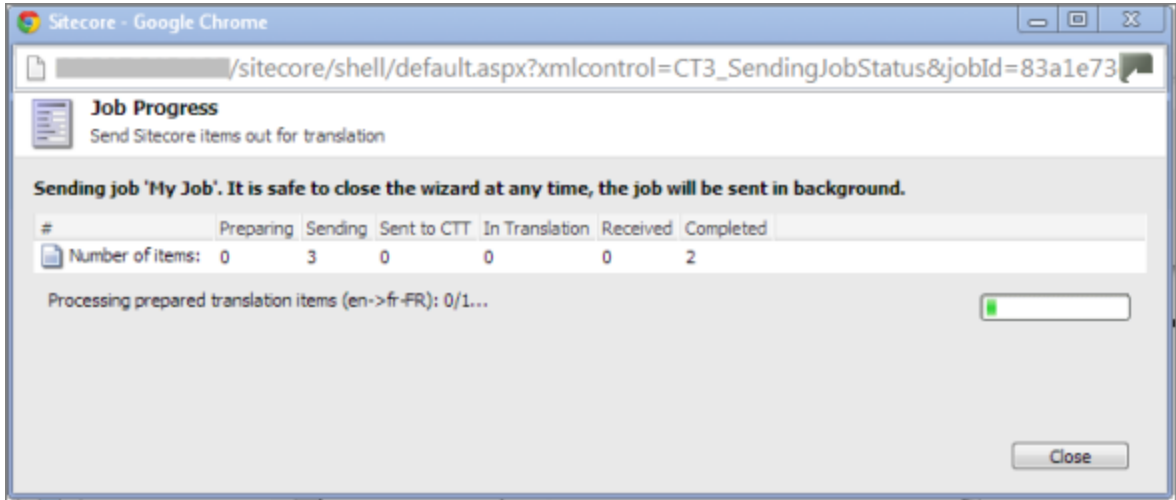 Sitecore - Google Chrome
/sitecore/shell/default.aspx?xmlcontrol=CT3_SendingJobStatus&jobId=83a1e73
Job Progress
Send Sitecore items out for translation
Sending job 'My Job'. It is safe to close the wizard at any time, the job will be sent in background.
# Preparing Sending Sent to CTT In Translation Received Completed
Number of items: 0 3 0 0 0 2
Processing prepared translation items (en->fr-FR): 0/1...
Close